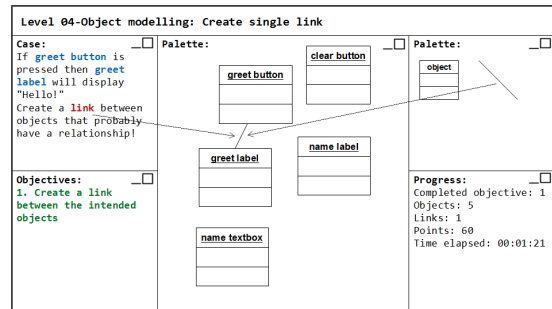 Level 04-Object modelling: Create single link
Case:
If greet button is
pressed then greet
label will display
"Hello!"
Create a link between
objects that probably
have a relationship!
Objectives:
1. Create a link
between the intended
objects
Palette:
clear button
greet button
greet label
name label
name textbox
Palette:
object
Progress:
Completed objective: 1
Objects: 5
Links: 1
Points: 60
Time elapsed: 00:01:21